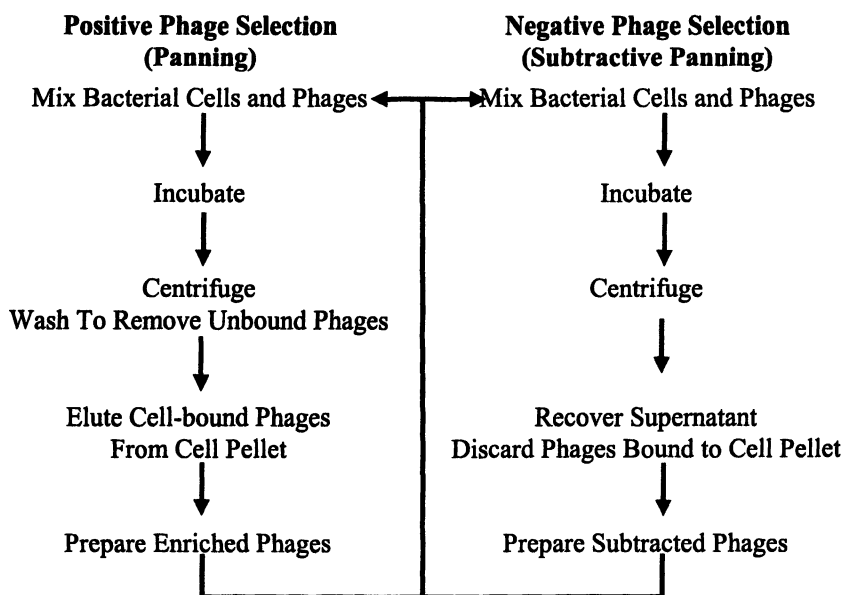 Positive Phage Selection
(Panning)
Mix Bacterial Cells and Phages
Incubate
Centrifuge
Wash To Remove Unbound Phages
Elute Cell-bound Phages
From Cell Pellet
Prepare Enriched Phages
Negative Phage Selection
(Subtractive Panning)
Mix Bacterial Cells and Phages
Incubate
Centrifuge
Recover Supernatant
Discard Phages Bound to Cell Pellet
Prepare Subtracted Phages